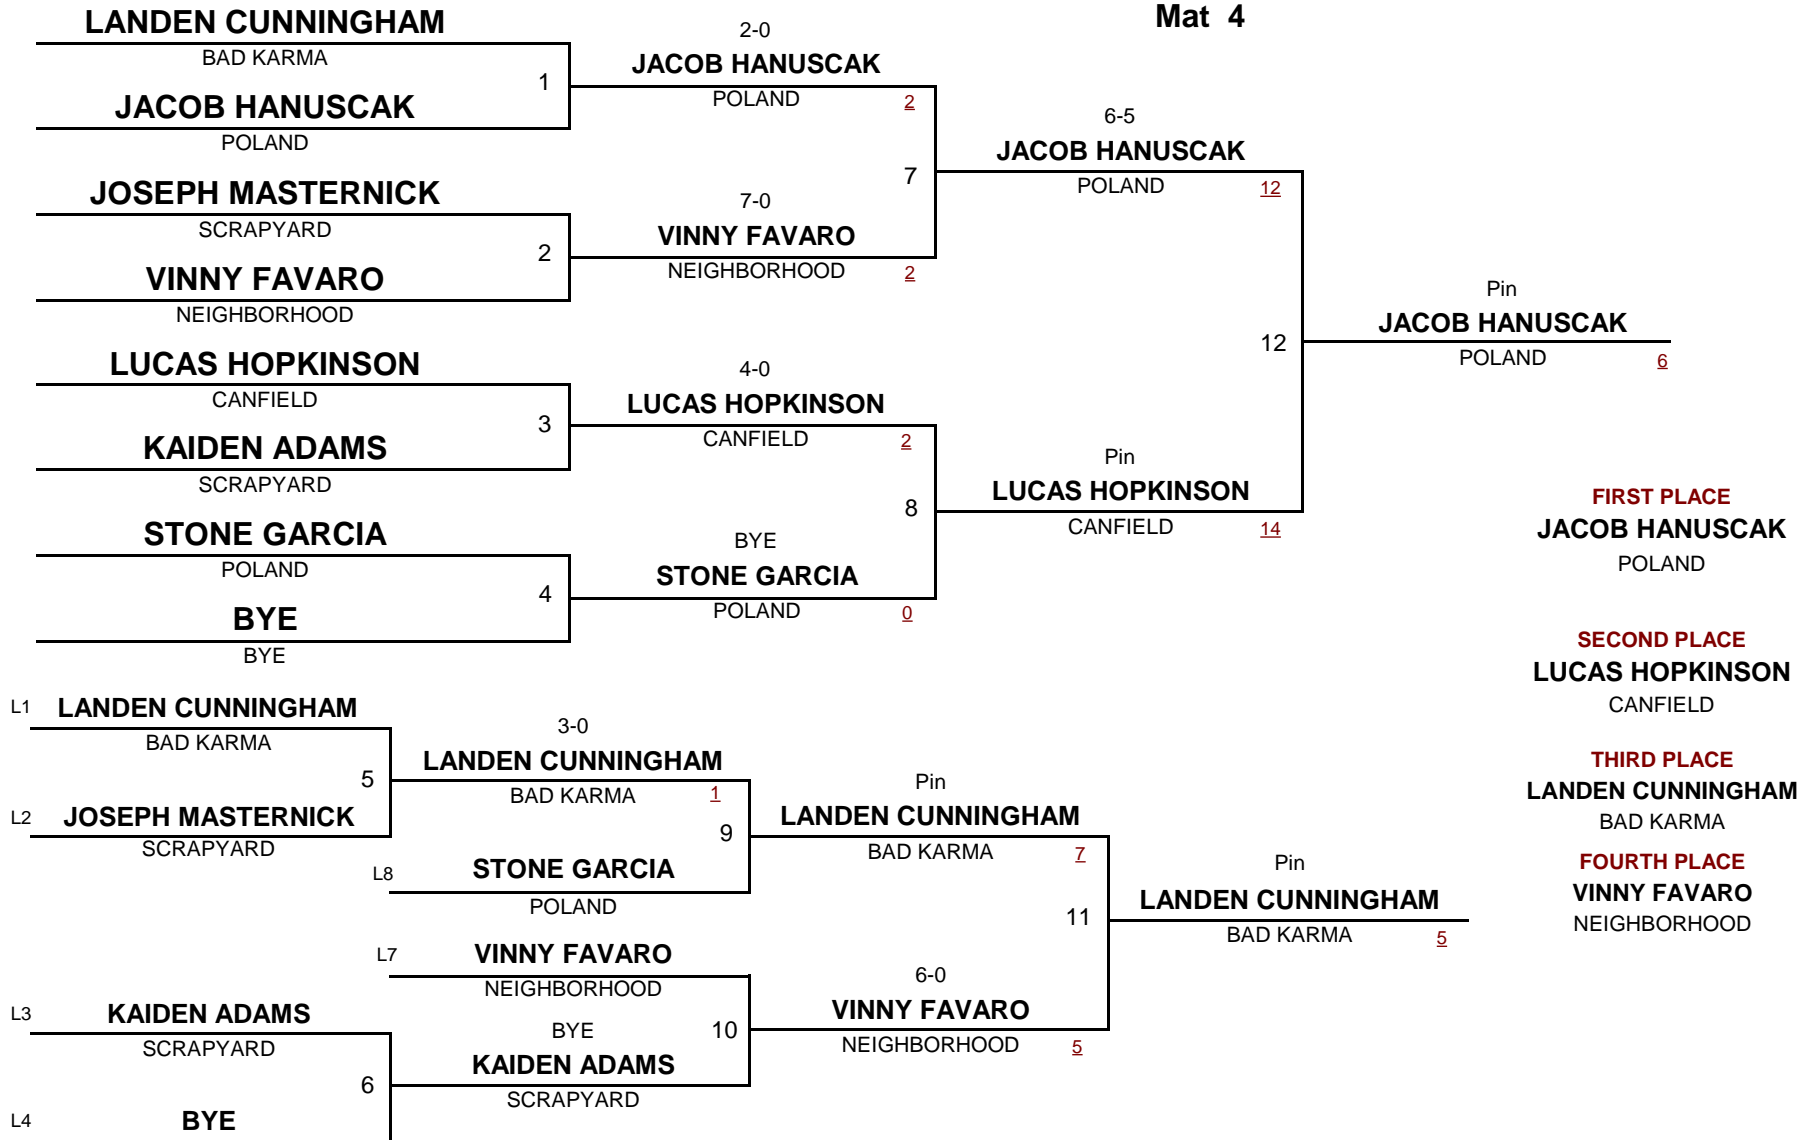 Mat 4
LANDEN CUNNINGHAM
BAD KARMA
1
JACOB HANUSCAK
POLAND
JOSEPH MASTERNICK
SCRAPYARD
2
VINNY FAVARO
NEIGHBORHOOD
LUCAS HOPKINSON
CANFIELD
3
KAIDEN ADAMS
SCRAPYARD
STONE GARCIA
POLAND
4
BYE
BYE
2-0
JACOB HANUSCAK
POLAND 2
7
7-0
VINNY FAVARO
NEIGHBORHOOD 2
4-0
LUCAS HOPKINSON
CANFIELD 2
8
BYE
STONE GARCIA
POLAND 0
6-5
JACOB HANUSCAK
POLAND 12
12
Pin
LUCAS HOPKINSON
CANFIELD 14
Pin
JACOB HANUSCAK
POLAND 6
FIRST PLACE
JACOB HANUSCAK
POLAND
SECOND PLACE
LUCAS HOPKINSON
CANFIELD
THIRD PLACE
LANDEN CUNNINGHAM
BAD KARMA
FOURTH PLACE
VINNY FAVARO
NEIGHBORHOOD
L1 LANDEN CUNNINGHAM
BAD KARMA
5
L2 JOSEPH MASTERNICK
SCRAPYARD
L3 KAIDEN ADAMS
SCRAPYARD
6
L4 BYE
3-0
LANDEN CUNNINGHAM
BAD KARMA 1
9
L8 STONE GARCIA
POLAND
L7 VINNY FAVARO
NEIGHBORHOOD
10
BYE
KAIDEN ADAMS
SCRAPYARD
Pin
LANDEN CUNNINGHAM
BAD KARMA 7
11
6-0
VINNY FAVARO
NEIGHBORHOOD 5
Pin
LANDEN CUNNINGHAM
BAD KARMA 5